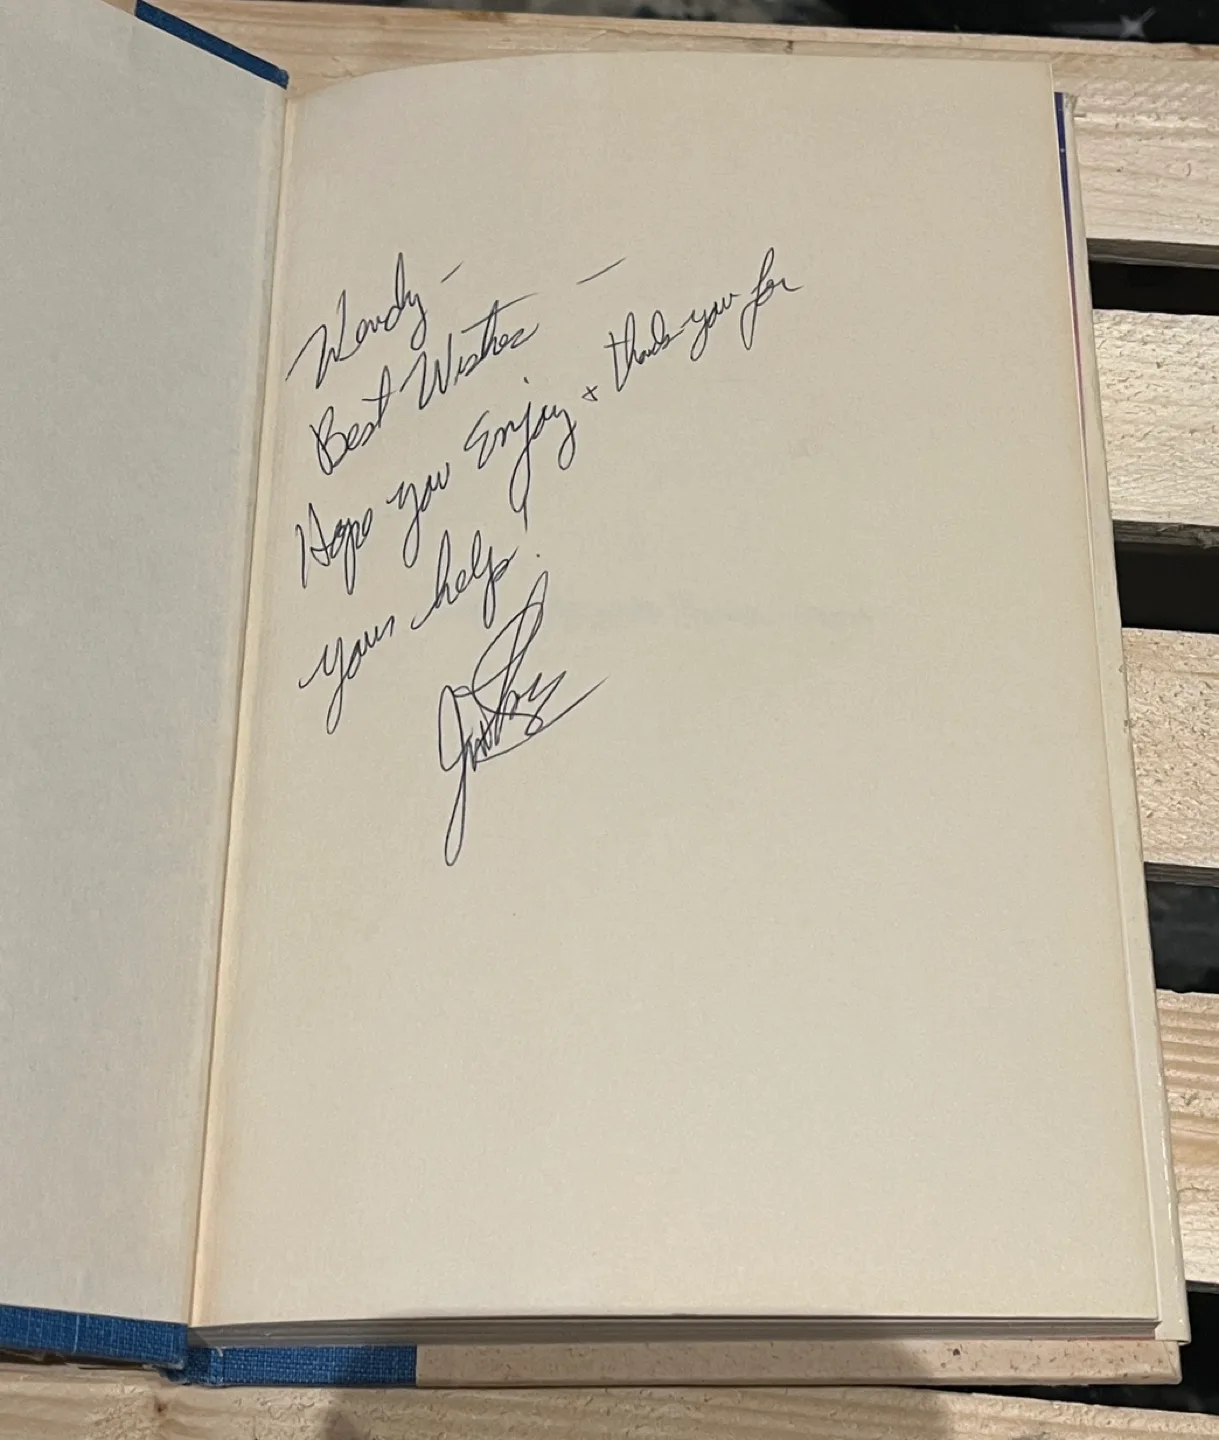 Wendy -
Best Wishes -
Hope you Enjoy + thank you for
your help!